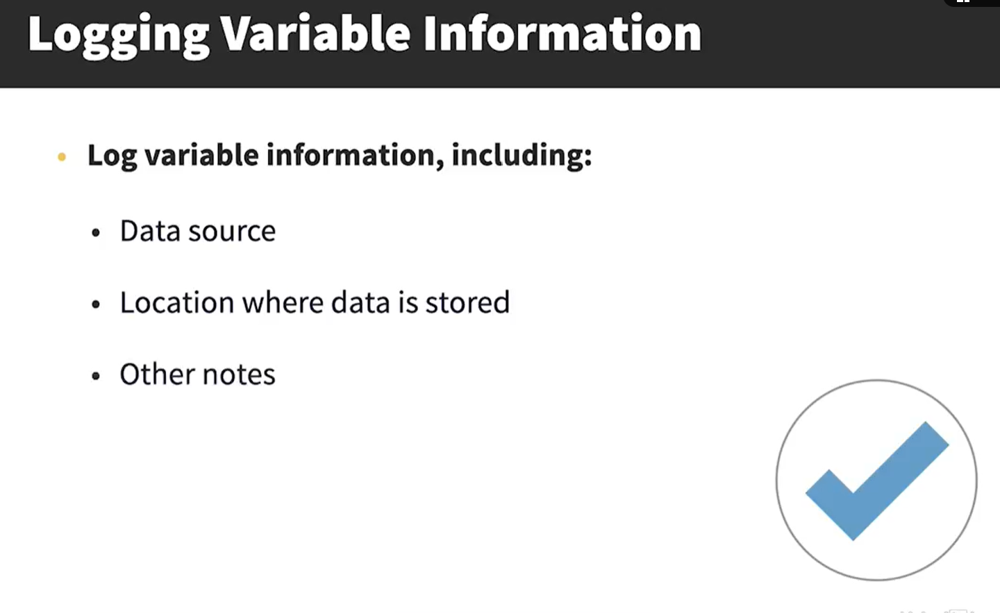 Logging Variable Information
Log variable information, including:
Data source
Location where data is stored
Other notes